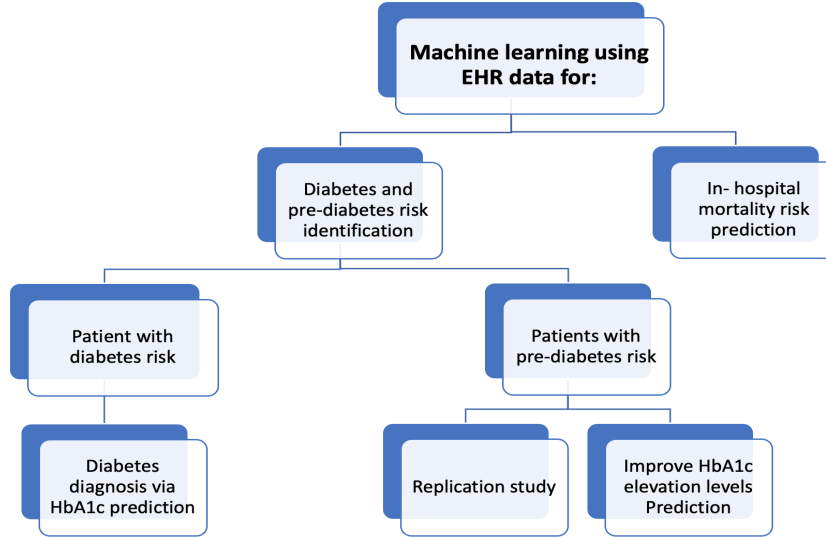 Machine learning using
EHR data for:
Diabetes and
pre-diabetes risk
identification
In- hospital
mortality risk
prediction
Patient with
diabetes risk
Patients with
pre-diabetes risk
Diabetes
diagnosis via
HbA1c prediction
Replication study
Improve HbA1c
elevation levels
Prediction